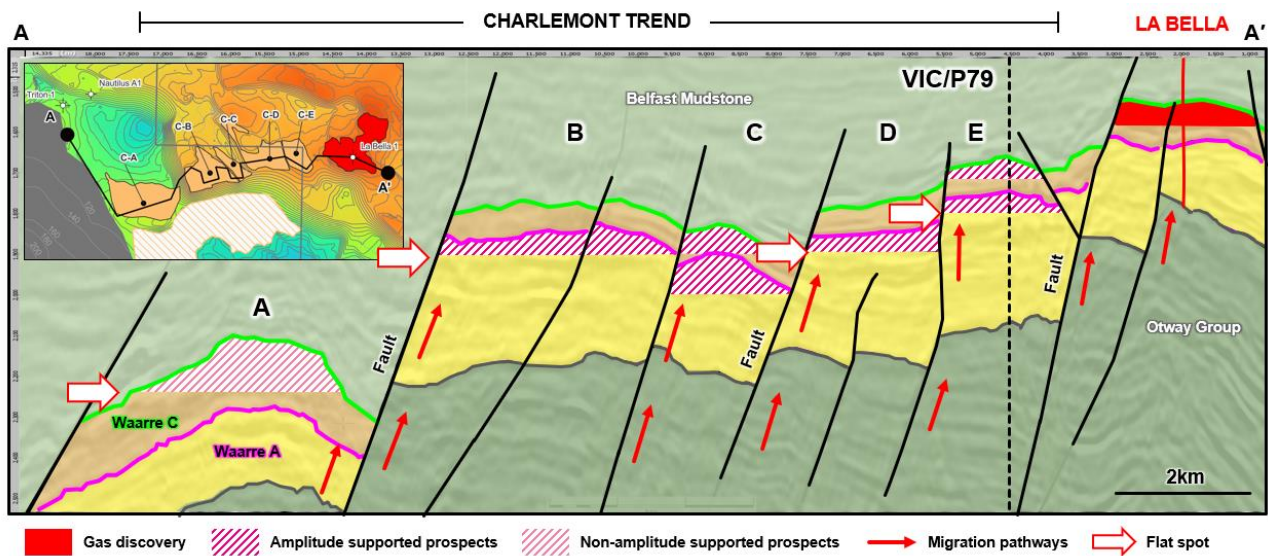 CHARLEMONT TREND
LA BELLA
A
A'
VIC/P79
Belfast Mudstone
Nautilus A1
Triton-1
A
C-A
C-B
C-C
C-D
C-E
La Bella 1
A'
B
C
D
E
A
Fault
Fault
Fault
Otway Group
Waarre C
Waarre A
2km
Gas discovery
Amplitude supported prospects
Non-amplitude supported prospects
Migration pathways
Flat spot